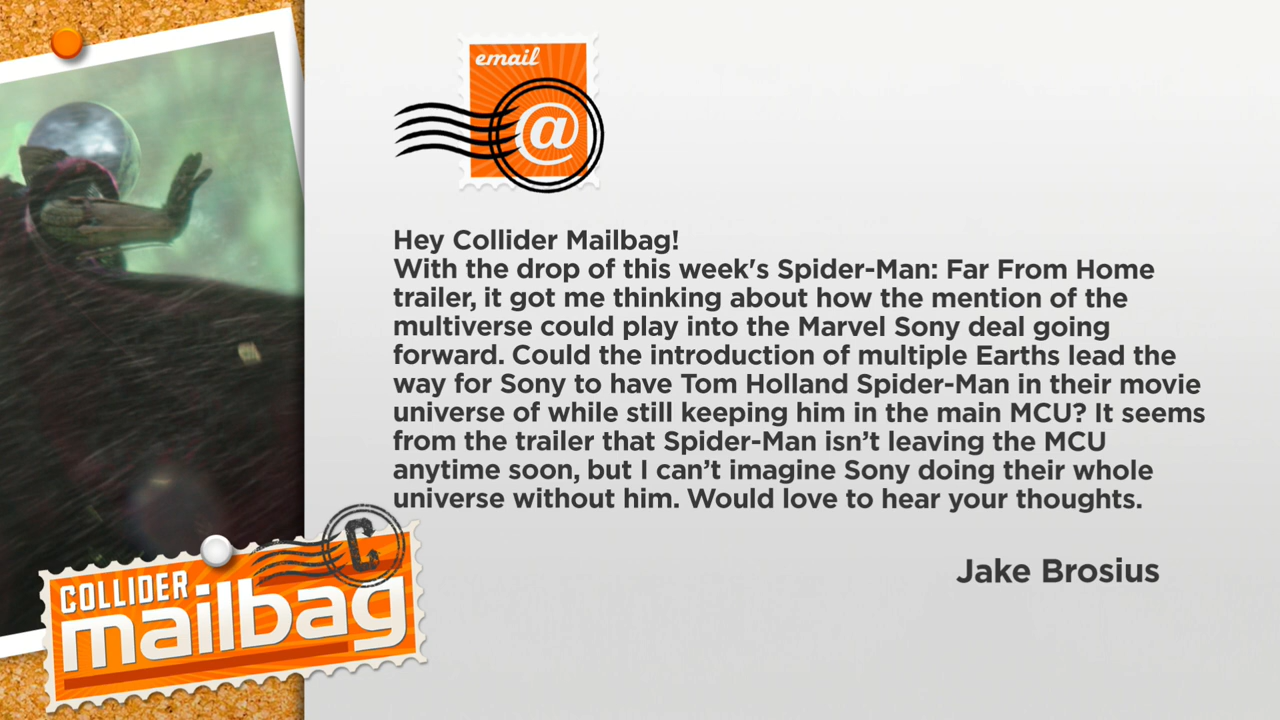 email
@
Hey Collider Mailbag!
With the drop of this week's Spider-Man: Far From Home
trailer, it got me thinking about how the mention of the
multiverse could play into the Marvel Sony deal going
forward. Could the introduction of multiple Earths lead the
way for Sony to have Tom Holland Spider-Man in their movie
universe of while still keeping him in the main MCU? It seems
from the trailer that Spider-Man isn’t leaving the MCU
anytime soon, but I can’t imagine Sony doing their whole
universe without him. Would love to hear your thoughts.
Jake Brosius
C
COLLIDER
mailbag